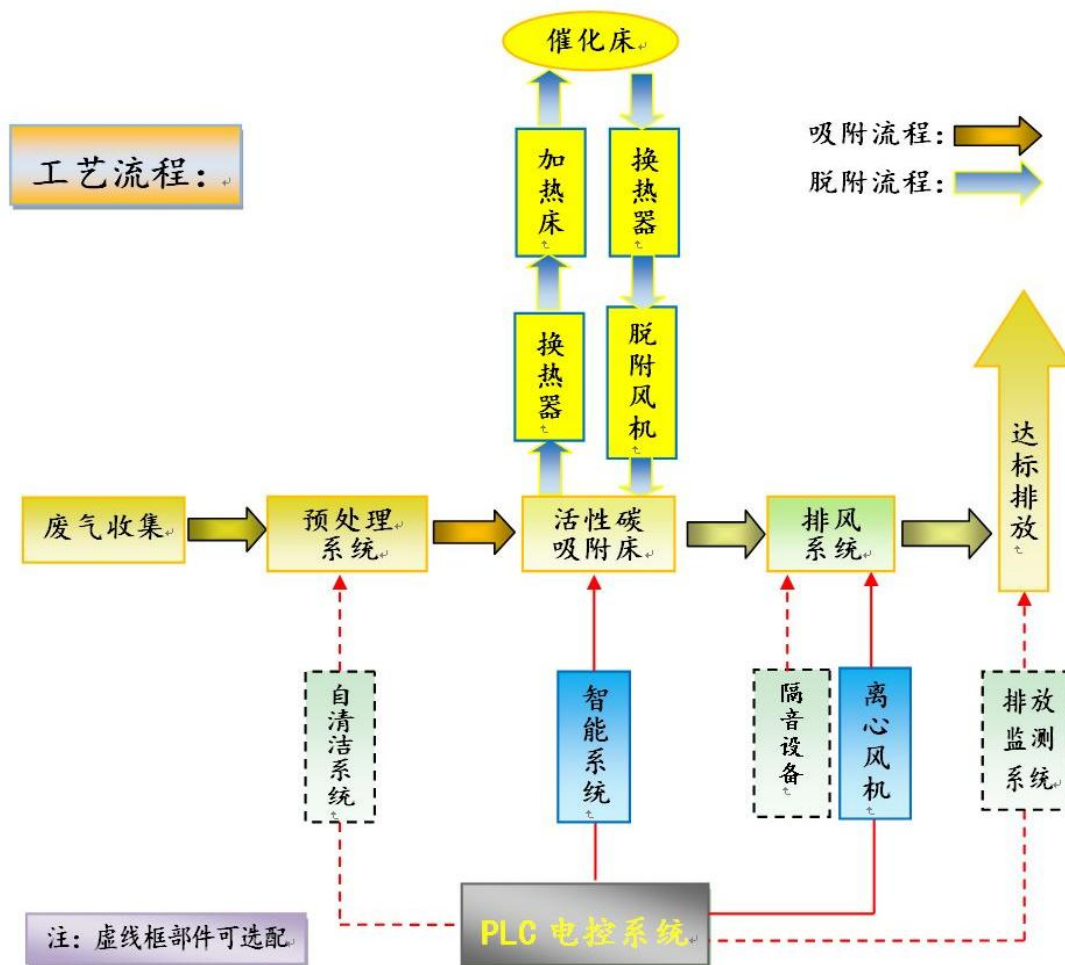 催化床
工艺流程：
吸附流程：
脱附流程：
加热床
换热器
换热器
脱附风机
废气收集
预处理
系统
活性碳
吸附床
排风
系统
达标排放
自清洁系统
智能系统
隔音设备
离心风机
排放
监测
系统
PLC 电控系统
注：虚线框部件可选配